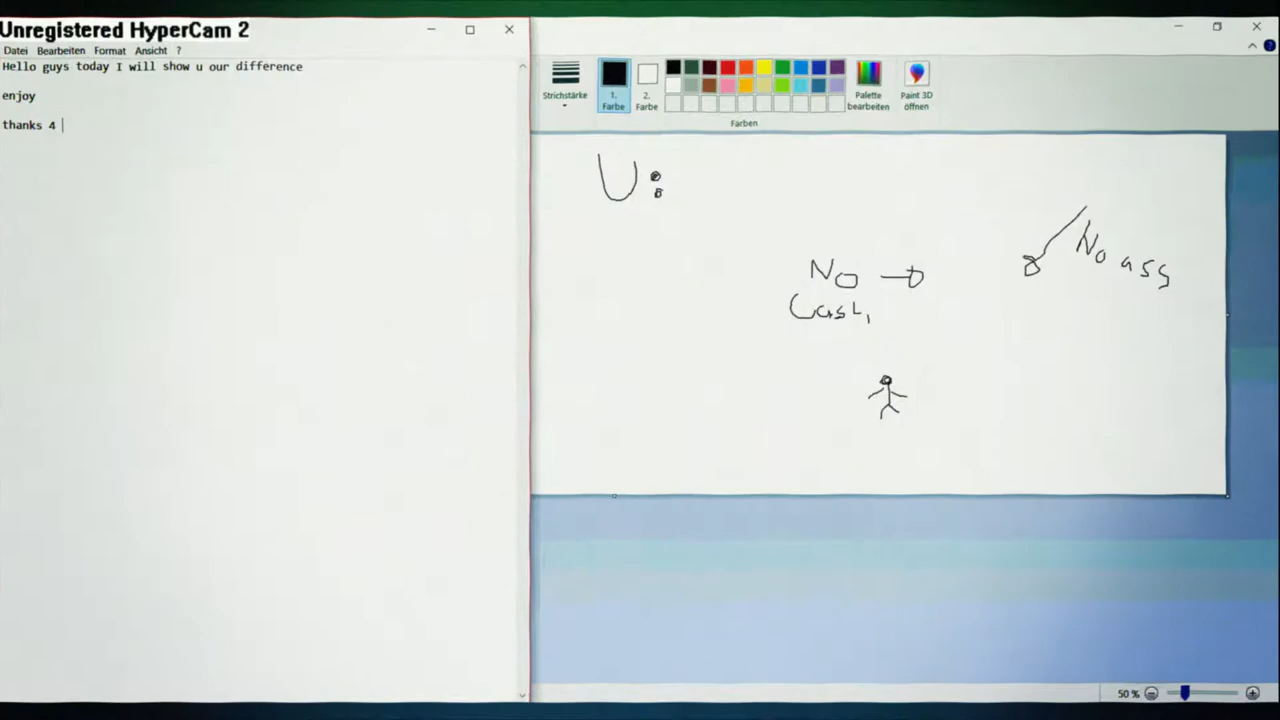 Unregistered HyperCam 2
Datei Bearbeiten Format Ansicht ?
Hello guys today I will show u our difference
enjoy
thanks 4
Strichstärke
1. Farbe
2. Farbe
Palette bearbeiten
Paint 3D öffnen
Farben
U:
No
Cash
No ass
50 %